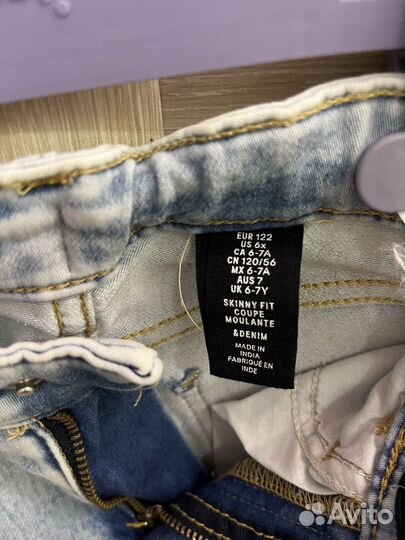 EUR 122
US 6x
CA 6-7A
CN 120/56
MX 6-7A
AUS 7
UK 6-7Y
SKINNY FIT
COUPE
MOULANTE
&DENIM
MADE IN
INDIA
FABRIQUÉ EN
INDE
Avito